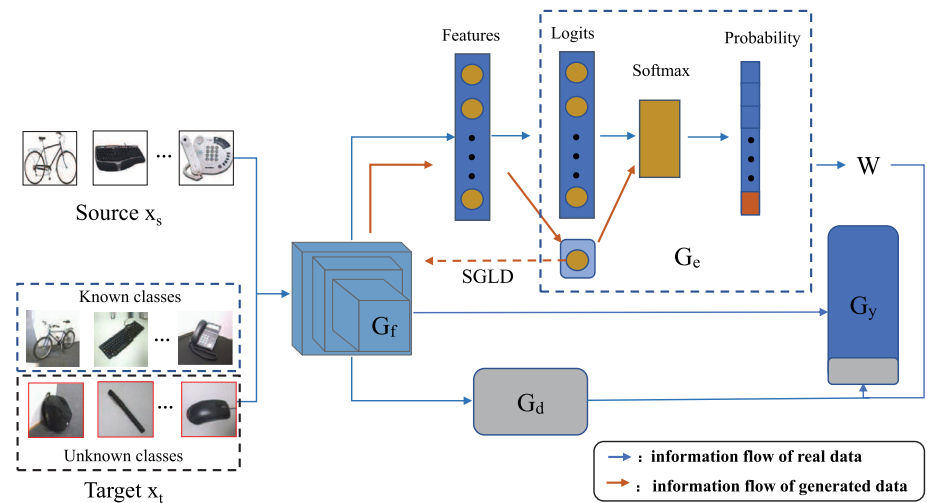 Features
Logits
Probability
Softmax
...
Source x_s
W
G_e
SGLD
Known classes
G_f
G_y
...
...
G_d
Unknown classes
Target x_t
: information flow of real data
: information flow of generated data